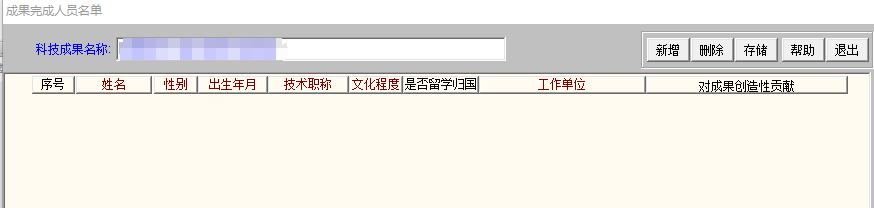 成果完成人员名单
科技成果名称:
新增 删除 存储 帮助 退出
序号 姓名 性别 出生年月 技术职称 文化程度 是否留学归国 工作单位 对成果创造性贡献